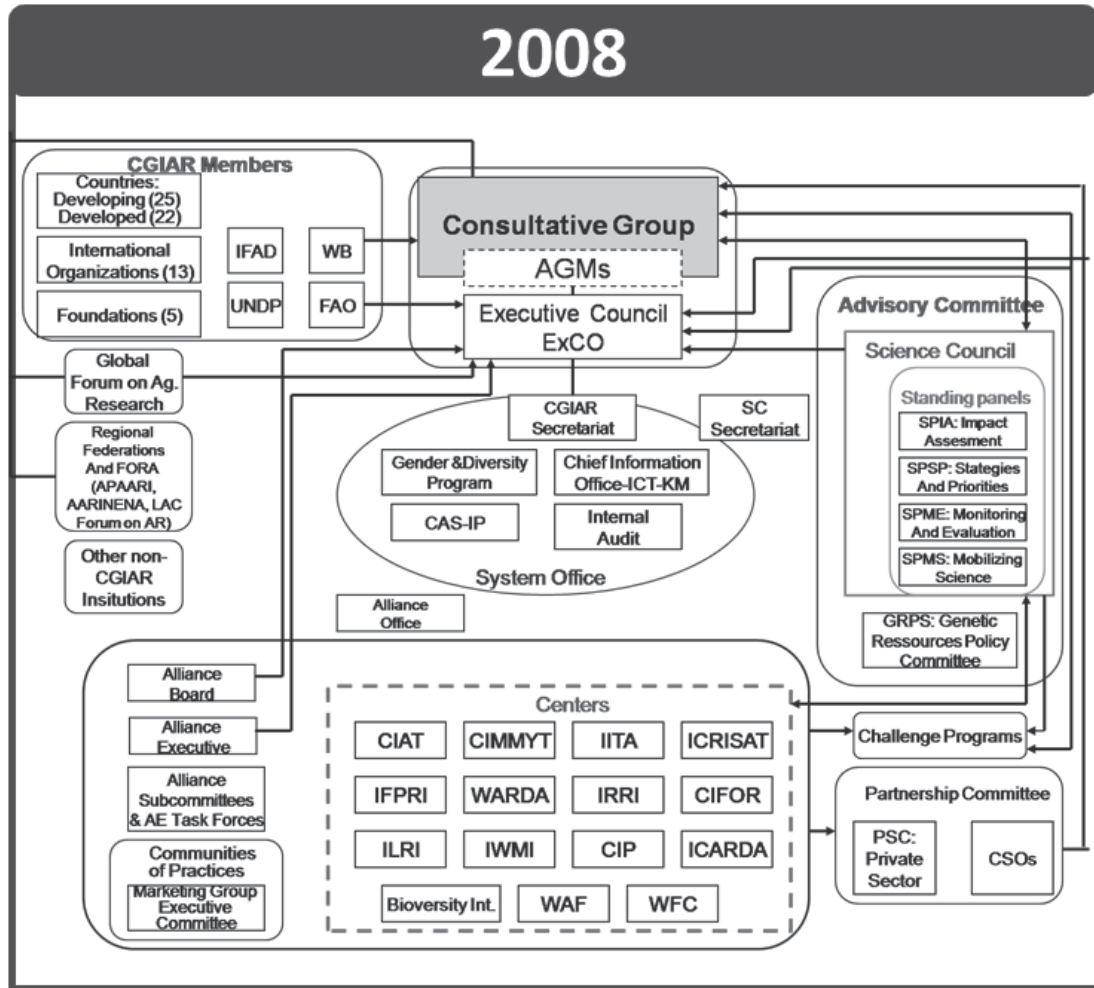 2008
CGIAR Members
Countries:
Developing (25)
Developed (22)
International
Organizations (13)
Foundations (5)
IFAD
WB
UNDP
FAO
Consultative Group
AGMs
Executive Council
ExCO
Global
Forum on Ag.
Research
Regional
Federations
And FORA
(APAARI,
AARINENA, LAC
Forum on AR)
Other non-
CGIAR
Insitutions
CGIAR
Secretariat
SC
Secretariat
Gender &Diversity
Program
Chief Information
Office-ICT-KM
CAS-IP
Internal
Audit
System Office
Alliance
Office
Advisory Committee
Science Council
Standing panels
SPIA: Impact
Assesment
SPSP: Stategies
And Priorities
SPME: Monitoring
And Evaluation
SPMS: Mobilizing
Science
GRPS: Genetic
Ressources Policy
Committee
Alliance
Board
Alliance
Executive
Alliance
Subcommittees
& AE Task Forces
Communities
of Practices
Marketing Group
Executive
Committee
Centers
CIAT
CIMMYT
IITA
ICRISAT
IFPRI
WARDA
IRRI
CIFOR
ILRI
IWMI
CIP
ICARDA
Bioversity Int.
WAF
WFC
Challenge Programs
Partnership Committee
PSC:
Private
Sector
CSOs